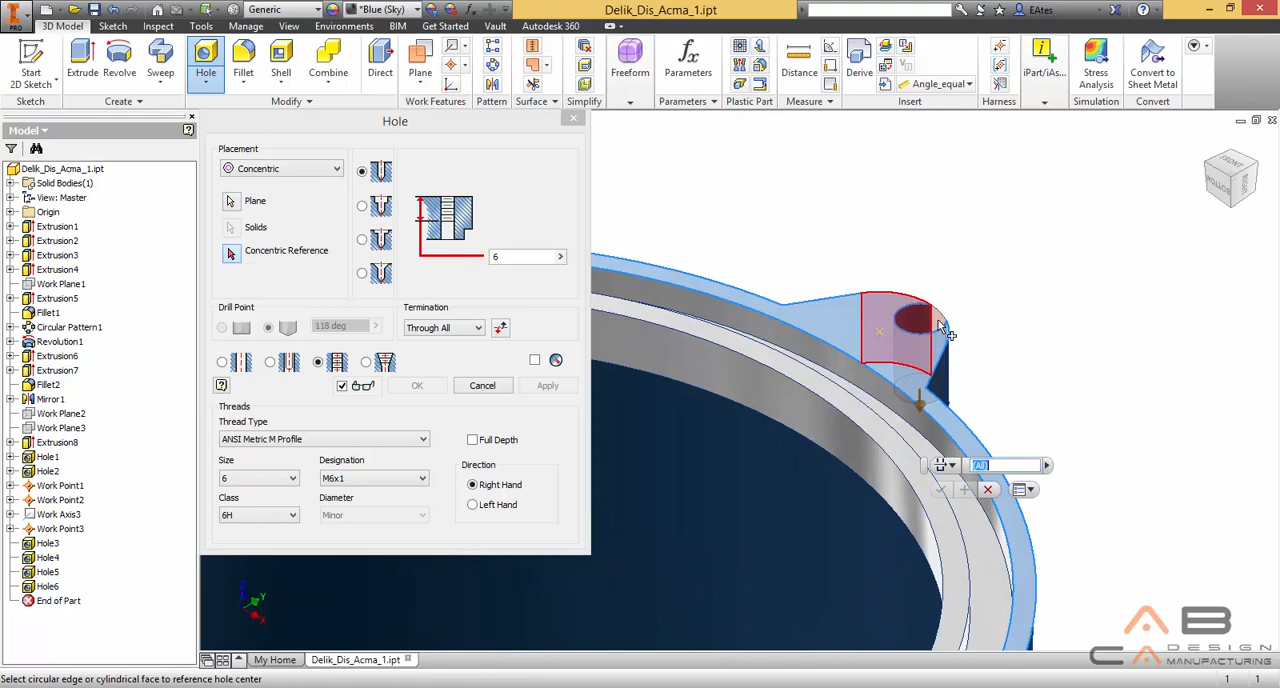 PRO
Generic
*Blue (Sky)
Delik_Dis_Acma_1.ipt
EAtes
3D Model Sketch Inspect Tools Manage View Environments BIM Get Started Vault Autodesk 360
Start
2D Sketch
Extrude Revolve Sweep Hole Fillet Shell Combine Direct Plane Freeform Parameters Distance Derive Angle_equal iPart/iAs... Stress
Analysis Convert to
Sheet Metal
Sketch Create Modify Work Features Pattern Surface Simplify Parameters Plastic Part Measure Insert Harness Simulation Convert
Model
Delik_Dis_Acma_1.ipt
Solid Bodies(1)
View: Master
Origin
Extrusion1
Extrusion2
Extrusion3
Extrusion4
Work Plane1
Extrusion5
Fillet1
Circular Pattern1
Revolution1
Extrusion6
Extrusion7
Fillet2
Mirror1
Work Plane2
Work Plane3
Extrusion8
Hole1
Hole2
Work Point1
Work Point2
Work Axis3
Work Point3
Hole3
Hole4
Hole5
Hole6
End of Part
Hole
Placement
Concentric
Plane
Solids
Concentric Reference
6
Drill Point
118 deg
Termination
Through All
OK Cancel Apply
Threads
Thread Type
ANSI Metric M Profile
Full Depth
Size
6
Designation
M6x1
Direction
Right Hand
Left Hand
Class
6H
Diameter
Minor
FRONT
RIGHT
BOTTOM
Z
Y
X
AB
CADESIGN
MANUFACTURING
My Home
Delik_Dis_Acma_1.ipt
Select circular edge or cylindrical face to reference hole center
1 1